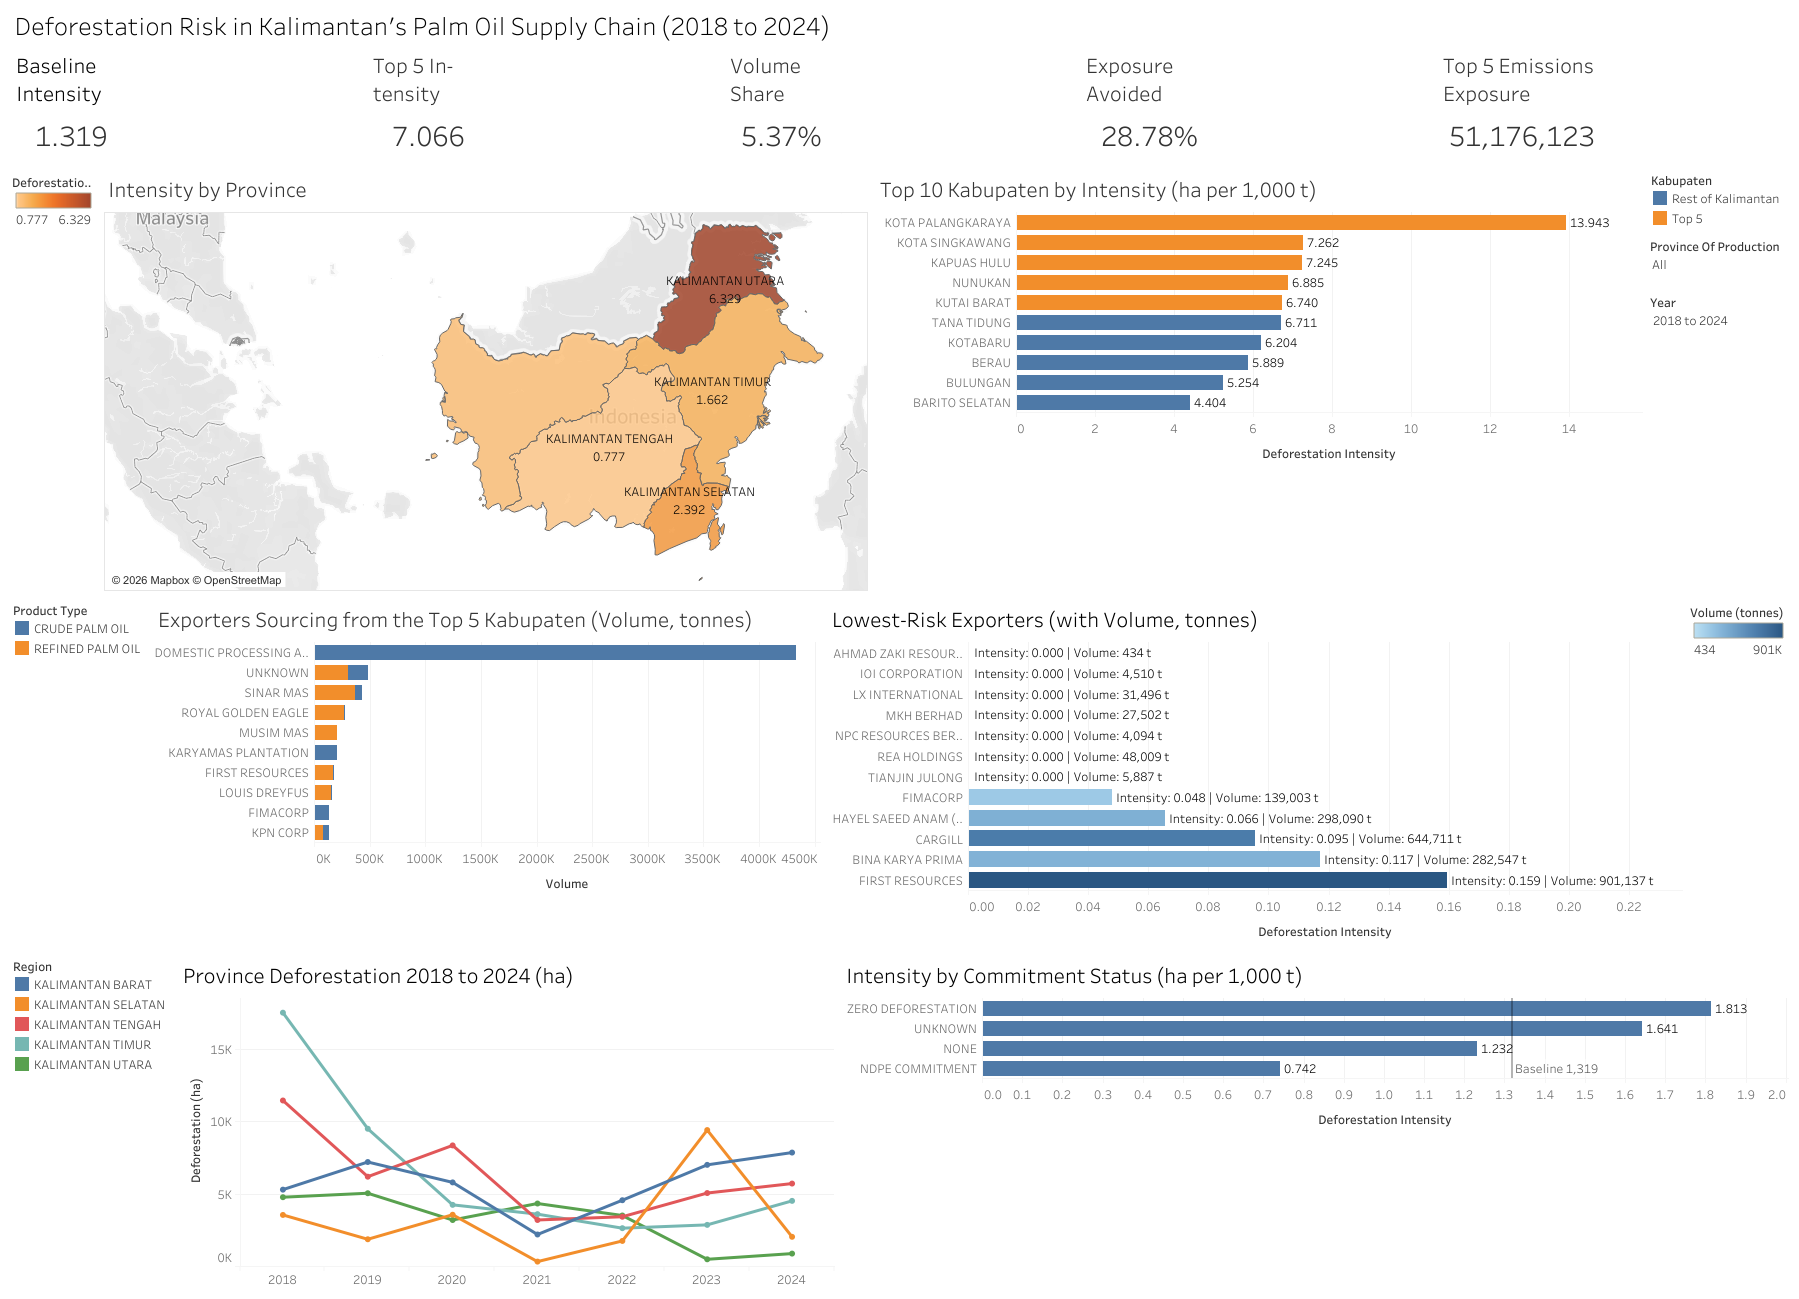 Deforestation Risk in Kalimantan's Palm Oil Supply Chain (2018 to 2024)
Baseline
Intensity
1.319
Top 5 In-
tensity
7.066
Volume
Share
5.37%
Exposure
Avoided
28.78%
Top 5 Emissions
Exposure
51,176,123
Deforestatio..
0.777 6.329
Intensity by Province
Malaysia
KALIMANTAN UTARA
6.329
KALIMANTAN TIMUR
1.662
Indonesia
KALIMANTAN TENGAH
0.777
KALIMANTAN SELATAN
2.392
© 2026 Mapbox © OpenStreetMap
Top 10 Kabupaten by Intensity (ha per 1,000 t)
KOTA PALANGKARAYA 13.943
KOTA SINGKAWANG 7.262
KAPUAS HULU 7.245
NUNUKAN 6.885
KUTAI BARAT 6.740
TANA TIDUNG 6.711
KOTABARU 6.204
BERAU 5.889
BULUNGAN 5.254
BARITO SELATAN 4.404
0 2 4 6 8 10 12 14
Deforestation Intensity
Kabupaten
Rest of Kalimantan
Top 5
Province Of Production
All
Year
2018 to 2024
Product Type
CRUDE PALM OIL
REFINED PALM OIL
Exporters Sourcing from the Top 5 Kabupaten (Volume, tonnes)
DOMESTIC PROCESSING A..
UNKNOWN
SINAR MAS
ROYAL GOLDEN EAGLE
MUSIM MAS
KARYAMAS PLANTATION
FIRST RESOURCES
LOUIS DREYFUS
FIMACORP
KPN CORP
0K 500K 1000K 1500K 2000K 2500K 3000K 3500K 4000K 4500K
Volume
Lowest-Risk Exporters (with Volume, tonnes)
AHMAD ZAKI RESOUR.. Intensity: 0.000 | Volume: 434 t
IOI CORPORATION Intensity: 0.000 | Volume: 4,510 t
LX INTERNATIONAL Intensity: 0.000 | Volume: 31,496 t
MKH BERHAD Intensity: 0.000 | Volume: 27,502 t
NPC RESOURCES BER.. Intensity: 0.000 | Volume: 4,094 t
REA HOLDINGS Intensity: 0.000 | Volume: 48,009 t
TIANJIN JULONG Intensity: 0.000 | Volume: 5,887 t
FIMACORP Intensity: 0.048 | Volume: 139,003 t
HAYEL SAEED ANAM (.. Intensity: 0.066 | Volume: 298,090 t
CARGILL Intensity: 0.095 | Volume: 644,711 t
BINA KARYA PRIMA Intensity: 0.117 | Volume: 282,547 t
FIRST RESOURCES Intensity: 0.159 | Volume: 901,137 t
0.00 0.02 0.04 0.06 0.08 0.10 0.12 0.14 0.16 0.18 0.20 0.22
Deforestation Intensity
Volume (tonnes)
434 901K
Region
KALIMANTAN BARAT
KALIMANTAN SELATAN
KALIMANTAN TENGAH
KALIMANTAN TIMUR
KALIMANTAN UTARA
Province Deforestation 2018 to 2024 (ha)
Deforestation (ha)
15K
10K
5K
0K
2018 2019 2020 2021 2022 2023 2024
Intensity by Commitment Status (ha per 1,000 t)
ZERO DEFORESTATION 1.813
UNKNOWN 1.641
NONE 1.232
NDPE COMMITMENT 0.742
Baseline 1,319
0.0 0.1 0.2 0.3 0.4 0.5 0.6 0.7 0.8 0.9 1.0 1.1 1.2 1.3 1.4 1.5 1.6 1.7 1.8 1.9 2.0
Deforestation Intensity